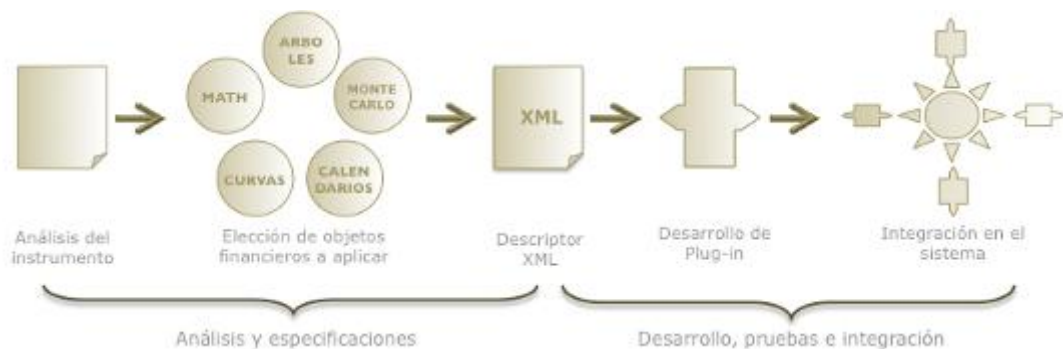 ARBO
LES
MATH
MONTE
CARLO
CURVAS
CALEN
DARIOS
XML
Análisis del
instrumento
Elección de objetos
financieros a aplicar
Descriptor
XML
Desarrollo de
Plug-in
Integración en el
sistema
Análisis y especificaciones
Desarrollo, pruebas e integración